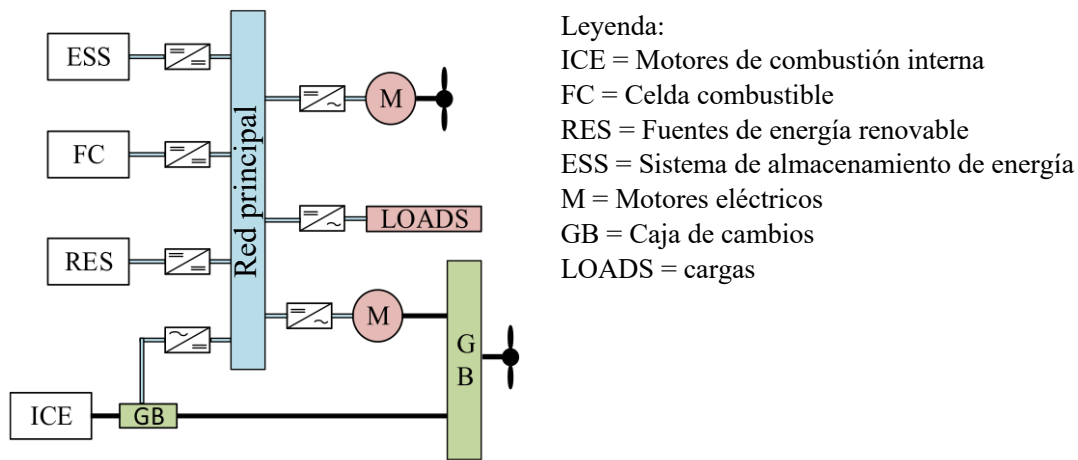 ESS
FC
RES
ICE
GB
Red principal
M
LOADS
M
G
B
Leyenda:
ICE = Motores de combustión interna
FC = Celda combustible
RES = Fuentes de energía renovable
ESS = Sistema de almacenamiento de energía
M = Motores eléctricos
GB = Caja de cambios
LOADS = cargas